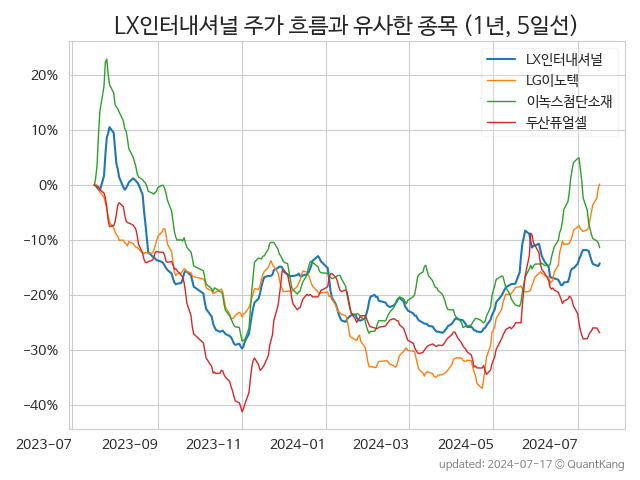 LX인터내셔널 주가 흐름과 유사한 종목 (1년, 5일선)
LX인터내셔널
LG이노텍
이녹스첨단소재
두산퓨얼셀
20%
10%
0%
−10%
−20%
−30%
−40%
2023-07 2023-09 2023-11 2024-01 2024-03 2024-05 2024-07
updated: 2024-07-17 © QuantKang